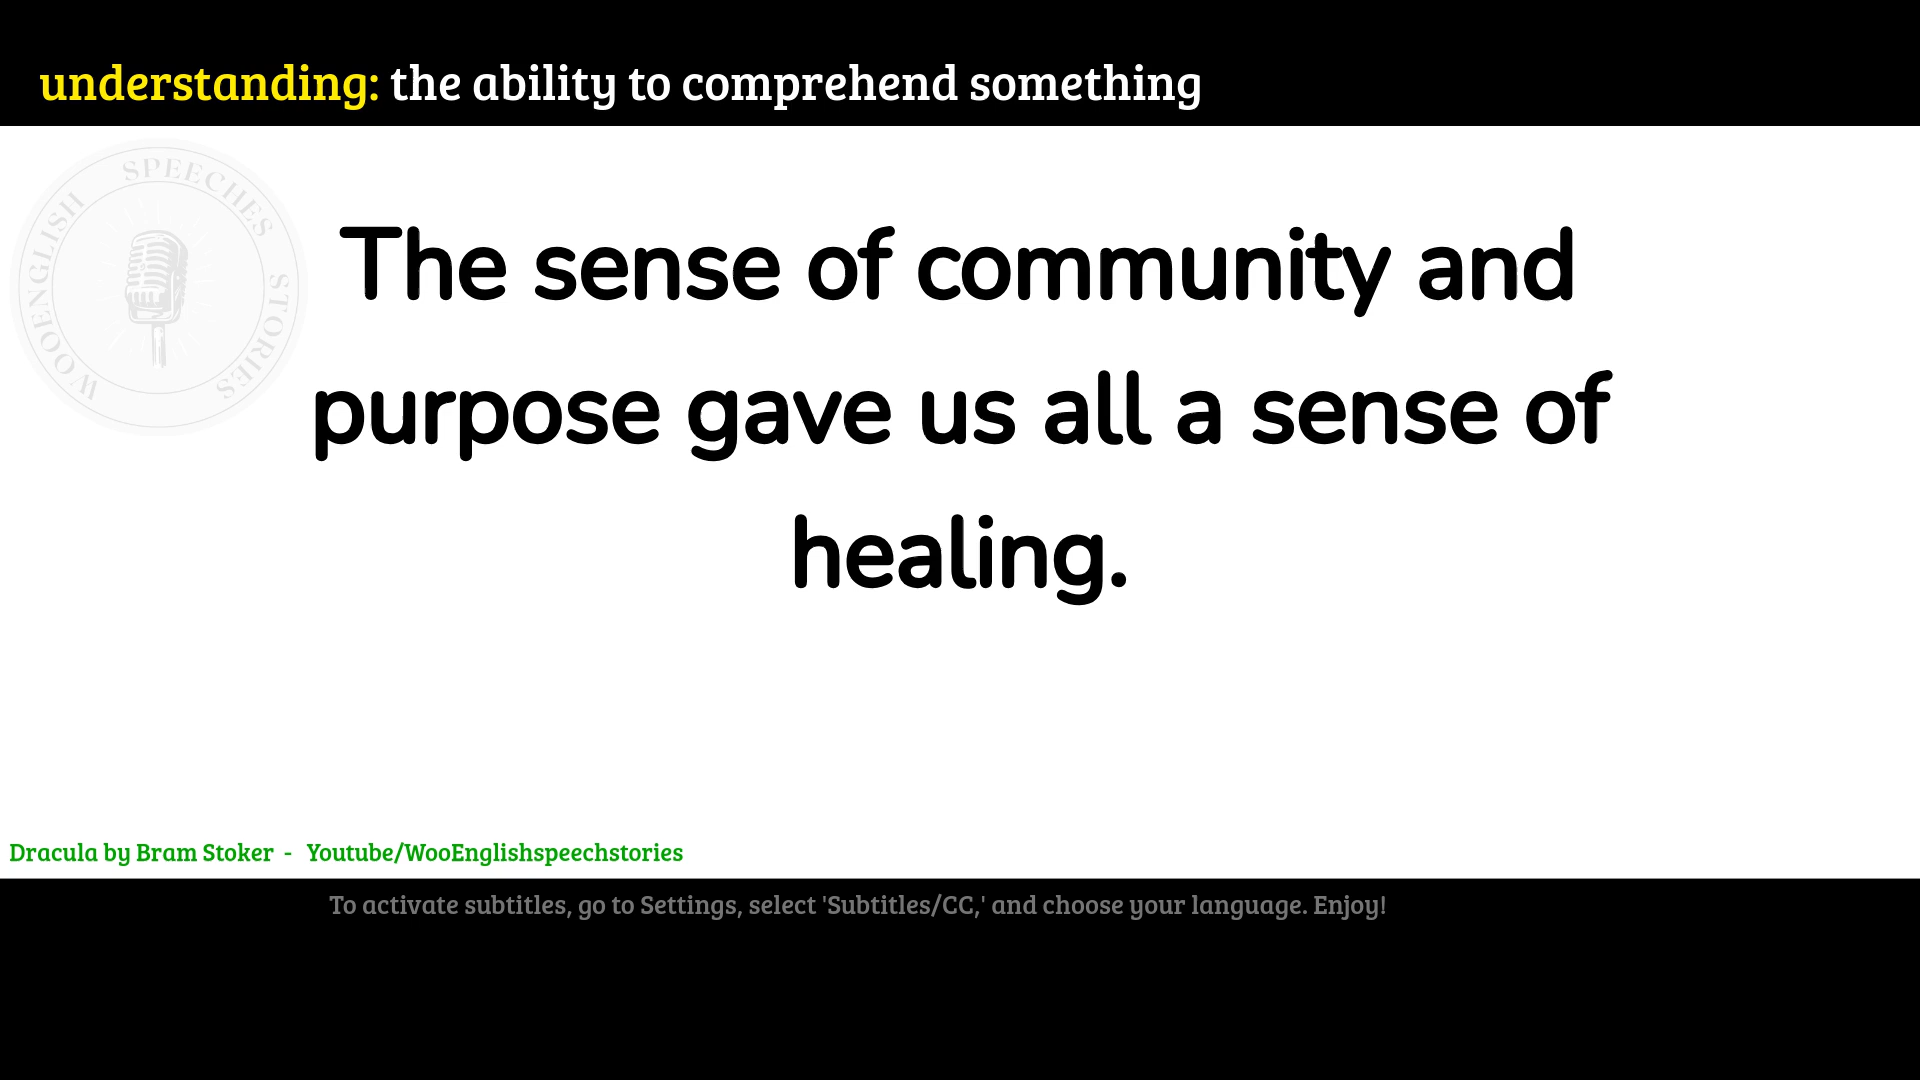 understanding: the ability to comprehend something
WOOENGLISH SPEECHES STORIES
The sense of community and
purpose gave us all a sense of
healing.
Dracula by Bram Stoker - Youtube/WooEnglishspeechstories
To activate subtitles, go to Settings, select 'Subtitles/CC,' and choose your language. Enjoy!